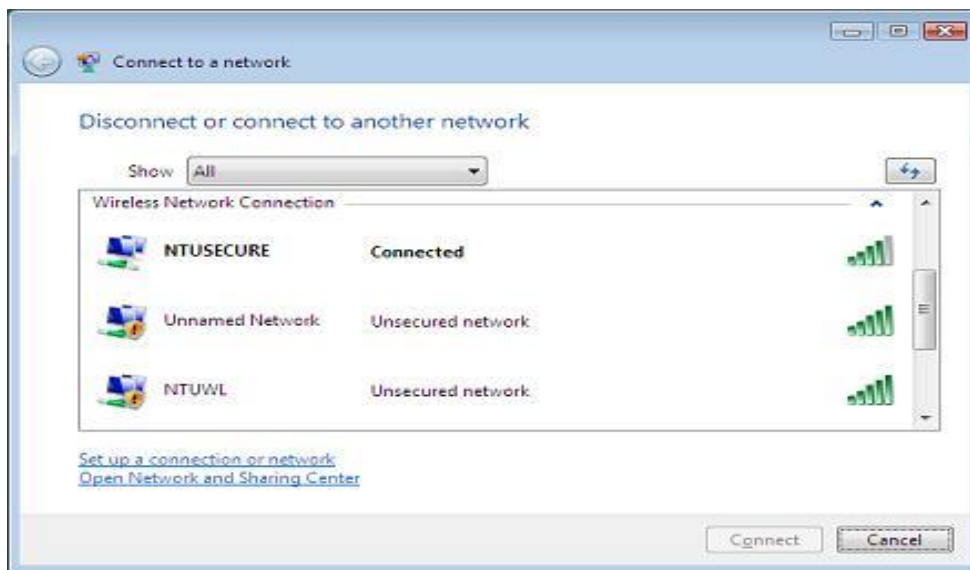 Connect to a network
Disconnect or connect to another network
Show All
Wireless Network Connection
NTUSECURE Connected
Unnamed Network Unsecured network
NTUWL Unsecured network
Set up a connection or network
Open Network and Sharing Center
Connect Cancel